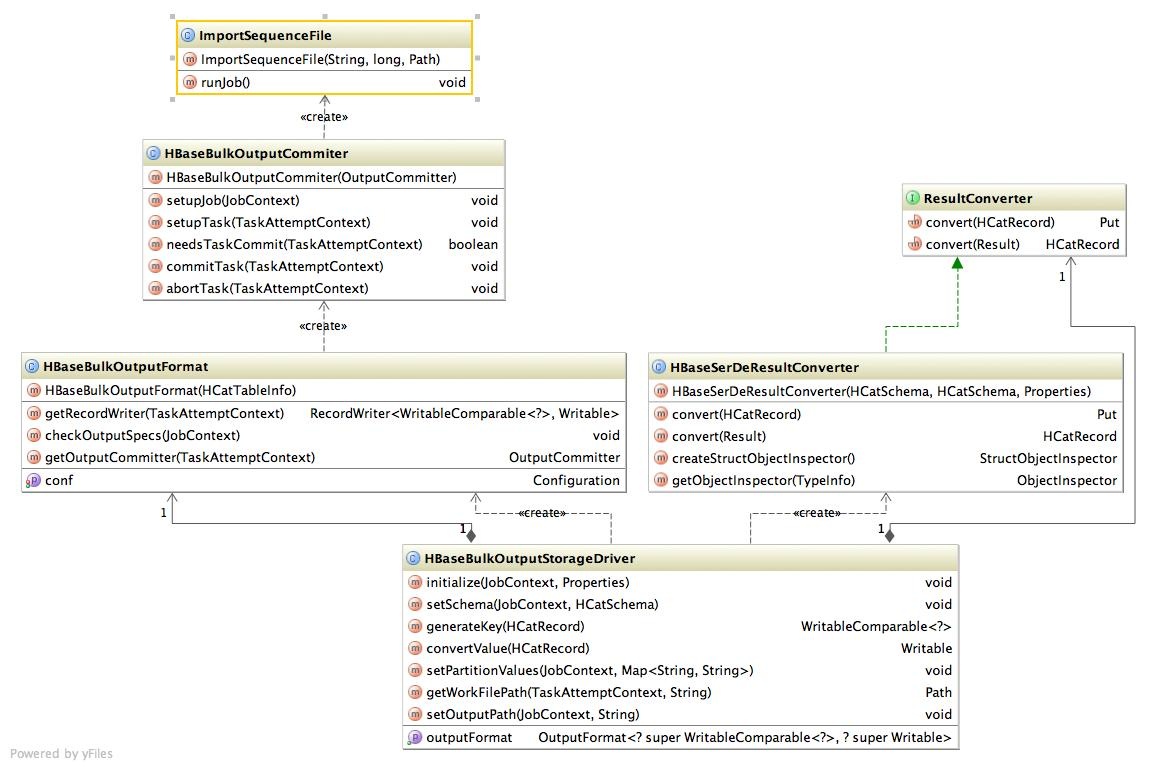 ImportSequenceFile
ImportSequenceFile(String, long, Path)
runJob() void
«create»
HBaseBulkOutputCommiter
HBaseBulkOutputCommiter(OutputCommitter)
setupJob(JobContext) void
setupTask(TaskAttemptContext) void
needsTaskCommit(TaskAttemptContext) boolean
commitTask(TaskAttemptContext) void
abortTask(TaskAttemptContext) void
«create»
ResultConverter
convert(HCatRecord) Put
convert(Result) HCatRecord
1
HBaseBulkOutputFormat
HBaseBulkOutputFormat(HCatTableInfo)
getRecordWriter(TaskAttemptContext) RecordWriter<WritableComparable<?>, Writable>
checkOutputSpecs(JobContext) void
getOutputCommitter(TaskAttemptContext) OutputCommitter
conf Configuration
HBaseSerDeResultConverter
HBaseSerDeResultConverter(HCatSchema, HCatSchema, Properties)
convert(HCatRecord) Put
convert(Result) HCatRecord
createStructObjectInspector() StructObjectInspector
getObjectInspector(TypeInfo) ObjectInspector
1 «create» «create»
1 1
HBaseBulkOutputStorageDriver
initialize(JobContext, Properties) void
setSchema(JobContext, HCatSchema) void
generateKey(HCatRecord) WritableComparable<?>
convertValue(HCatRecord) Writable
setPartitionValues(JobContext, Map<String, String>) void
getWorkFilePath(TaskAttemptContext, String) Path
setOutputPath(JobContext, String) void
outputFormat OutputFormat<? super WritableComparable<?>, ? super Writable>
Powered by yFiles